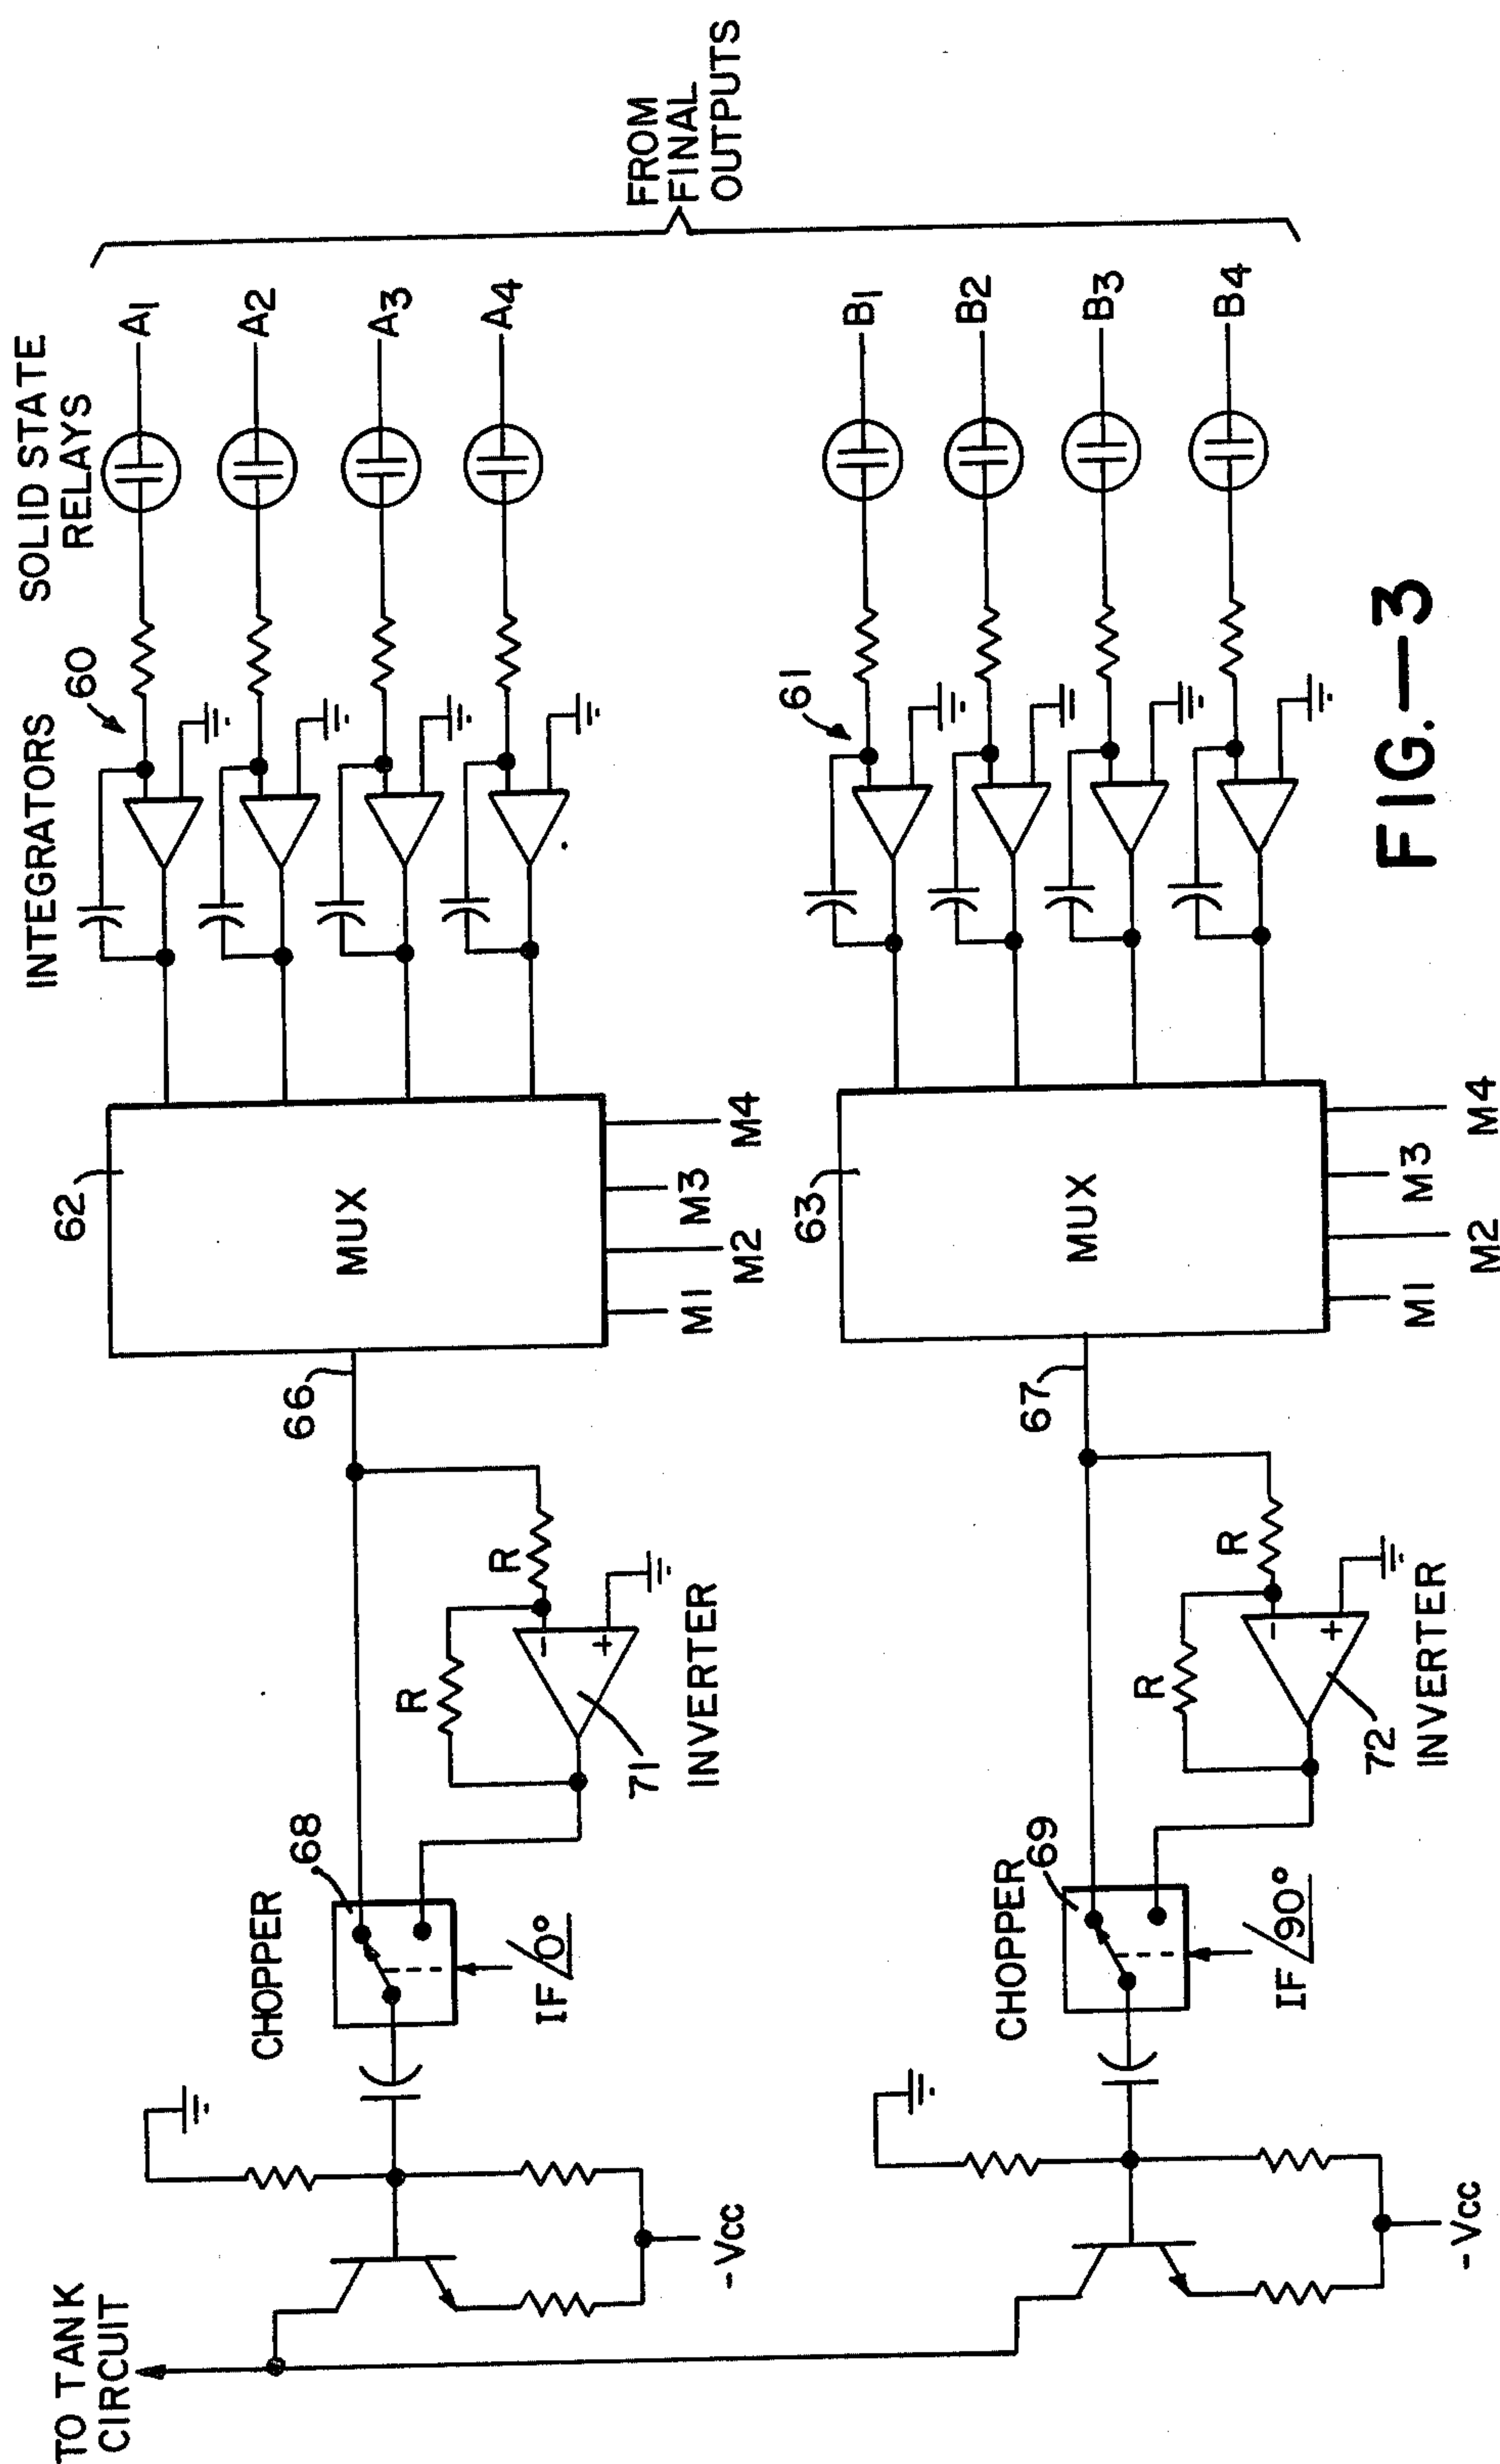 TO TANK
CIRCUIT
CHOPPER
68
66
62
INTEGRATORS
60
SOLID STATE
RELAYS
A1
A2
A3
A4
FROM
FINAL
OUTPUTS
MUX
M1
M2
M3
M4
R
R
71
INVERTER
IF /0°
-Vcc
CHOPPER
69
67
63
61
B1
B2
B3
B4
MUX
M1
M2
M3
M4
R
R
-
+
-
+
72
INVERTER
IF /90°
-Vcc
FIG.—3